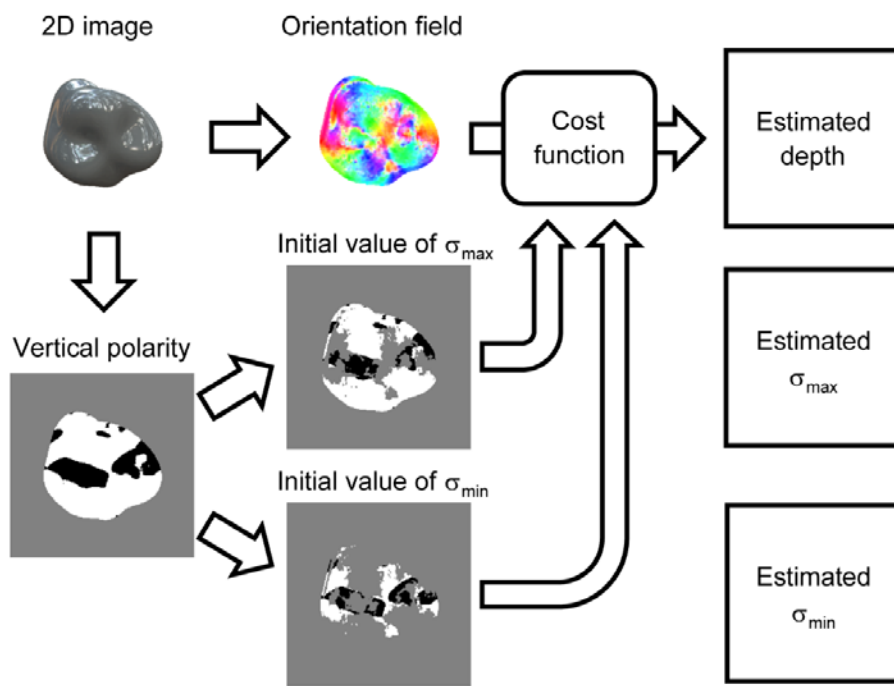 2D image
Orientation field
Cost
function
Estimated
depth
Initial value of σmax
Vertical polarity
Estimated
σmax
Initial value of σmin
Estimated
σmin